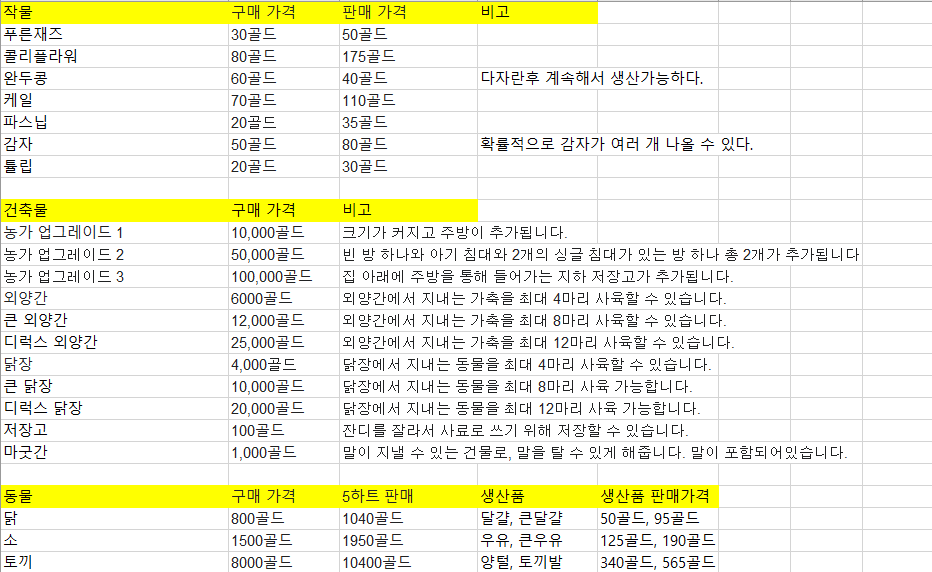 작물 구매 가격 판매 가격 비고
푸른재즈 30골드 50골드
콜리플라워 80골드 175골드
완두콩 60골드 40골드 다자란후 계속해서 생산가능하다.
케일 70골드 110골드
파스닙 20골드 35골드
감자 50골드 80골드 확률적으로 감자가 여러 개 나올 수 있다.
튤립 20골드 30골드
건축물 구매 가격 비고
농가 업그레이드 1 10,000골드 크기가 커지고 주방이 추가됩니다.
농가 업그레이드 2 50,000골드 빈 방 하나와 아기 침대와 2개의 싱글 침대가 있는 방 하나 총 2개가 추가됩니다
농가 업그레이드 3 100,000골드 집 아래에 주방을 통해 들어가는 지하 저장고가 추가됩니다.
외양간 6000골드 외양간에서 지내는 가축을 최대 4마리 사육할 수 있습니다.
큰 외양간 12,000골드 외양간에서 지내는 가축을 최대 8마리 사육할 수 있습니다.
디럭스 외양간 25,000골드 외양간에서 지내는 가축을 최대 12마리 사육할 수 있습니다.
닭장 4,000골드 닭장에서 지내는 동물을 최대 4마리 사육할 수 있습니다.
큰 닭장 10,000골드 닭장에서 지내는 동물을 최대 8마리 사육 가능합니다.
디럭스 닭장 20,000골드 닭장에서 지내는 동물을 최대 12마리 사육 가능합니다.
저장고 100골드 잔디를 잘라서 사료로 쓰기 위해 저장할 수 있습니다.
마굿간 1,000골드 말이 지낼 수 있는 건물로, 말을 탈 수 있게 해줍니다. 말이 포함되어있습니다.
동물 구매 가격 5하트 판매 생산품 생산품 판매가격
닭 800골드 1040골드 달걀, 큰달걀 50골드, 95골드
소 1500골드 1950골드 우유, 큰우유 125골드, 190골드
토끼 8000골드 10400골드 양털, 토끼발 340골드, 565골드